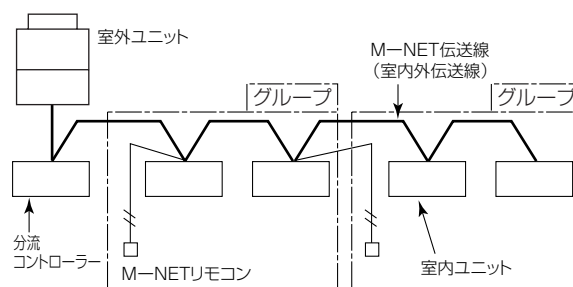 室外ユニット
M－NET伝送線
（室内外伝送線）
グループ
グループ
分流
コントローラー
M－NETリモコン
室内ユニット